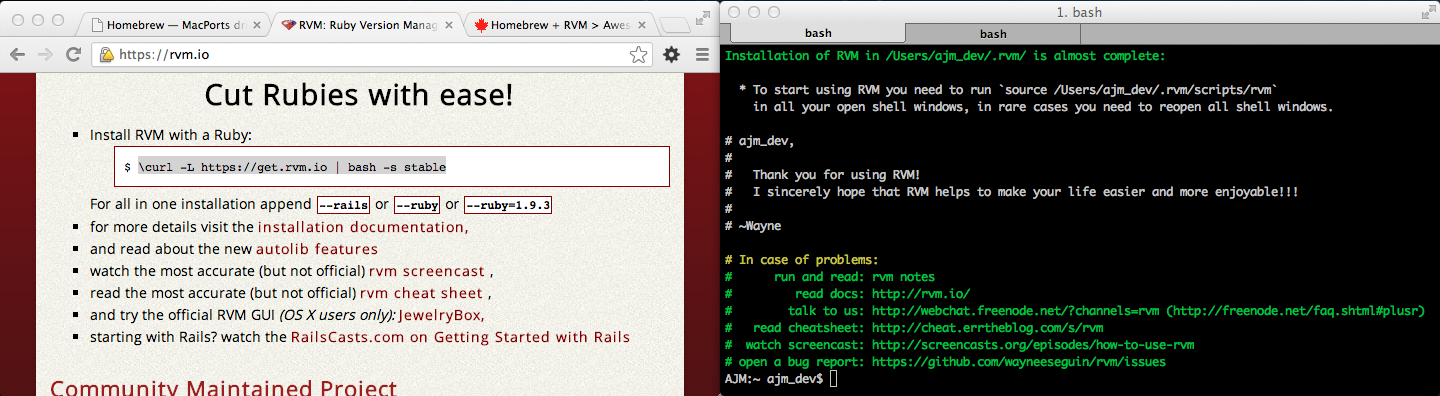 Homebrew — MacPorts dr
RVM: Ruby Version Manag
Homebrew + RVM > Awes
https://rvm.io
Cut Rubies with ease!
Install RVM with a Ruby:
$ \curl -L https://get.rvm.io | bash -s stable
For all in one installation append --rails or --ruby or --ruby=1.9.3
for more details visit the installation documentation,
and read about the new autolib features
watch the most accurate (but not official) rvm screencast ,
read the most accurate (but not official) rvm cheat sheet ,
and try the official RVM GUI (OS X users only): JewelryBox,
starting with Rails? watch the RailsCasts.com on Getting Started with Rails
Community Maintained Project
1. bash
bash
bash
Installation of RVM in /Users/ajm_dev/.rvm/ is almost complete:
* To start using RVM you need to run `source /Users/ajm_dev/.rvm/scripts/rvm`
in all your open shell windows, in rare cases you need to reopen all shell windows.
# ajm_dev,
#
#   Thank you for using RVM!
#   I sincerely hope that RVM helps to make your life easier and more enjoyable!!!
#
# ~Wayne
# In case of problems:
#      run and read: rvm notes
#         read docs: http://rvm.io/
#        talk to us: http://webchat.freenode.net/?channels=rvm (http://freenode.net/faq.shtml#plusr)
#   read cheatsheet: http://cheat.errtheblog.com/s/rvm
#  watch screencast: http://screencasts.org/episodes/how-to-use-rvm
# open a bug report: https://github.com/wayneeseguin/rvm/issues
AJM:~ ajm_dev$